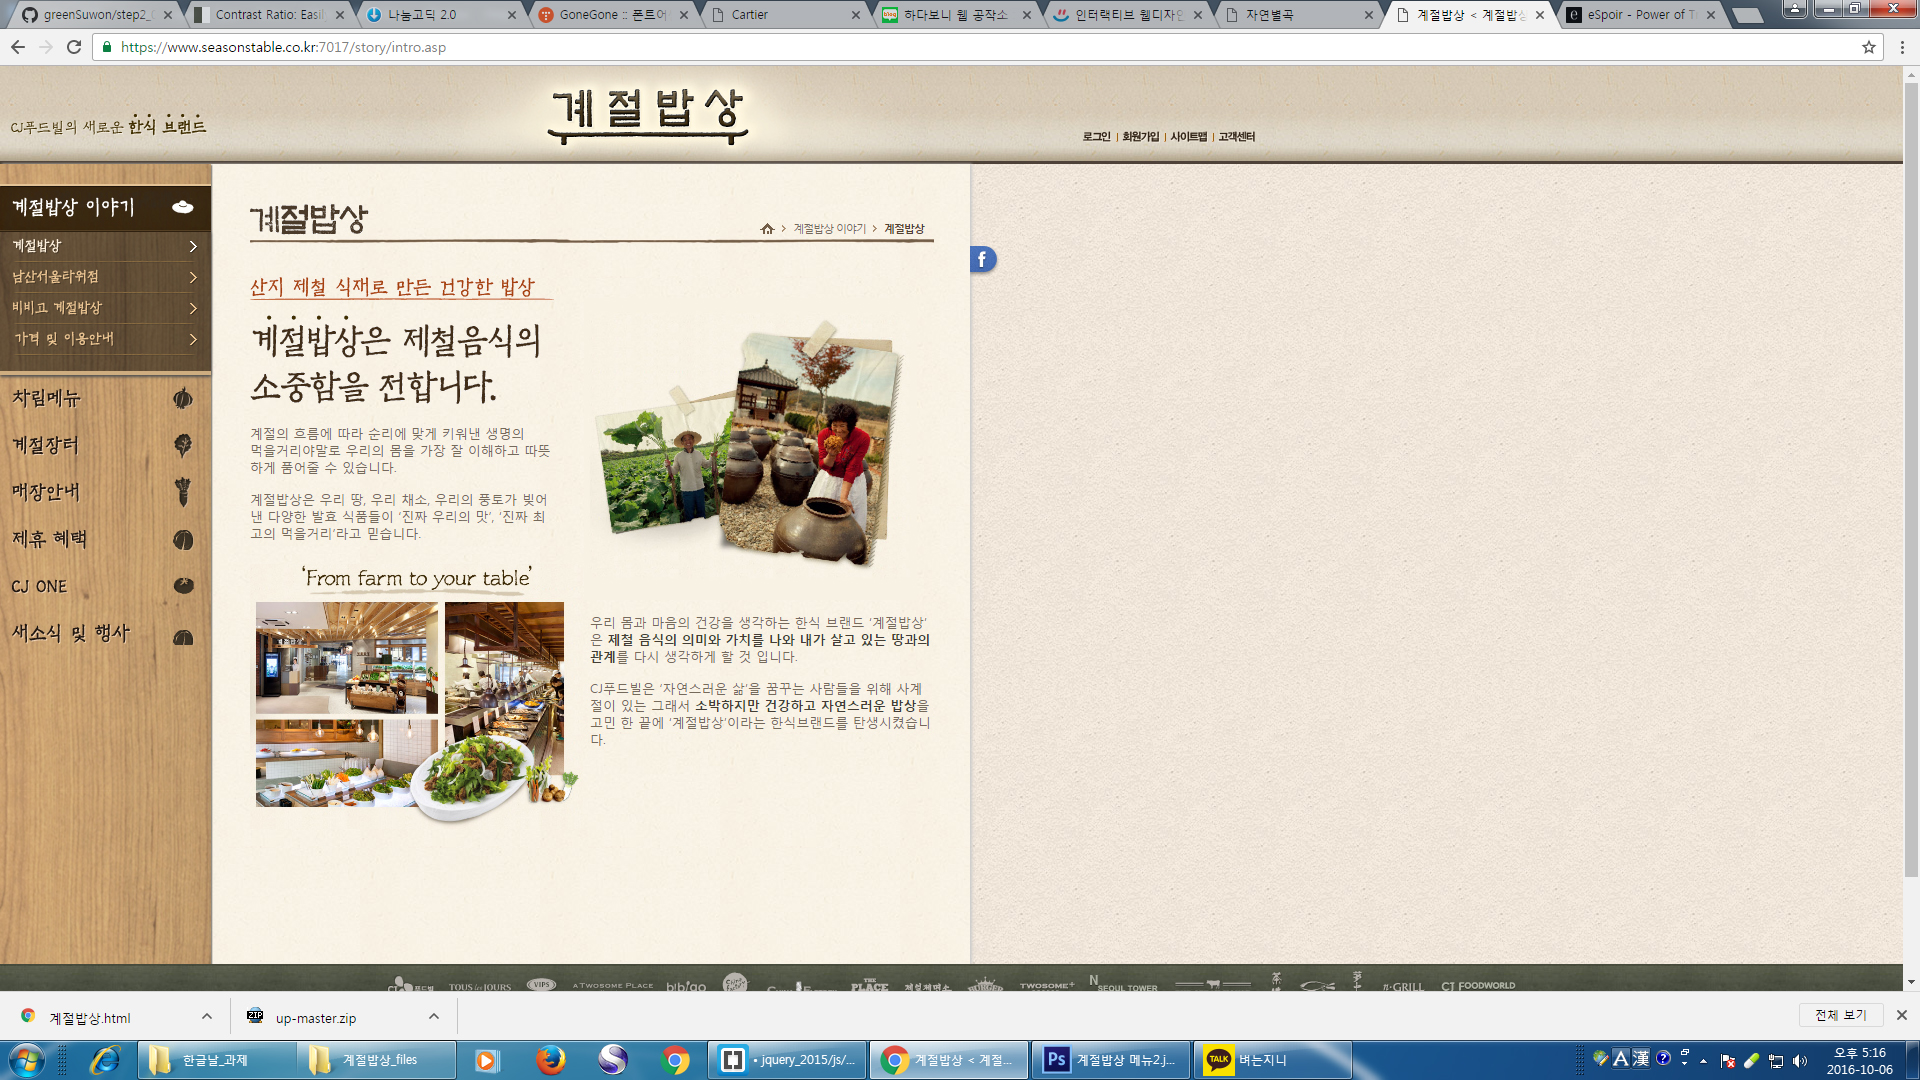 greenSuwon/step2_
Contrast Ratio: Easil
나눔고딕 2.0
GoneGone :: 폰트어
Cartier
하다보니 웹 공작소
인터랙티브 웹디자인
자연별곡
계절밥상 < 계절밥상
eSpoir - Power of T
https://www.seasonstable.co.kr:7017/story/intro.asp
CJ푸드빌의 새로운 한식 브랜드
계절밥상
로그인 | 회원가입 | 사이트맵 | 고객센터
계절밥상 이야기
계절밥상
남산서울타워점
비비고 계절밥상
가격 및 이용안내
차림메뉴
계절장터
매장안내
제휴 혜택
CJ ONE
새소식 및 행사
계절밥상
계절밥상 이야기 > 계절밥상
산지 제철 식재로 만든 건강한 밥상
계절밥상은 제철음식의
소중함을 전합니다.
계절의 흐름에 따라 순리에 맞게 키워낸 생명의
먹을거리야말로 우리의 몸을 가장 잘 이해하고 따뜻
하게 품어줄 수 있습니다.
계절밥상은 우리 땅, 우리 채소, 우리의 풍토가 빚어
낸 다양한 발효 식품들이 ‘진짜 우리의 맛’, ‘진짜 최
고의 먹을거리’라고 믿습니다.
‘From farm to your table’
우리 몸과 마음의 건강을 생각하는 한식 브랜드 ‘계절밥상’
은 제철 음식의 의미와 가치를 나와 내가 살고 있는 땅과의
관계를 다시 생각하게 할 것 입니다.
CJ푸드빌은 ‘자연스러운 삶’을 꿈꾸는 사람들을 위해 사계
절이 있는 그래서 소박하지만 건강하고 자연스러운 밥상을
고민 한 끝에 ‘계절밥상’이라는 한식브랜드를 탄생시켰습니
다.
CJ푸드빌 TOUS les JOURS VIPS A TWOSOME PLACE bibigo THE PLACE 제일제면소 BURGER TWOSOME+ N SEOUL TOWER n·GRILL CJ FOODWORLD
계절밥상.html
up-master.zip
전체 보기
한글날_과제
계절밥상_files
• jquery_2015/js/...
계절밥상 < 계절...
계절밥상 메뉴2.j...
TALK
벼는지니
A 漢
오후 5:16
2016-10-06